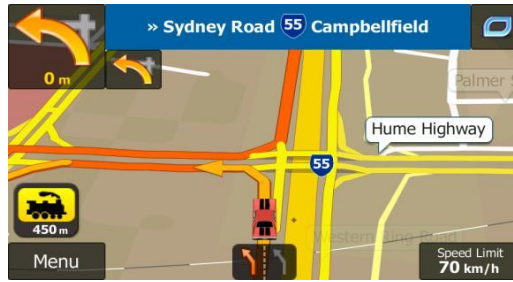 » Sydney Road 55 Campbellfield
0 m
Palmer S
Hume Highway
55
450 m
Western Ring Road
Menu
Speed Limit
70 km/h